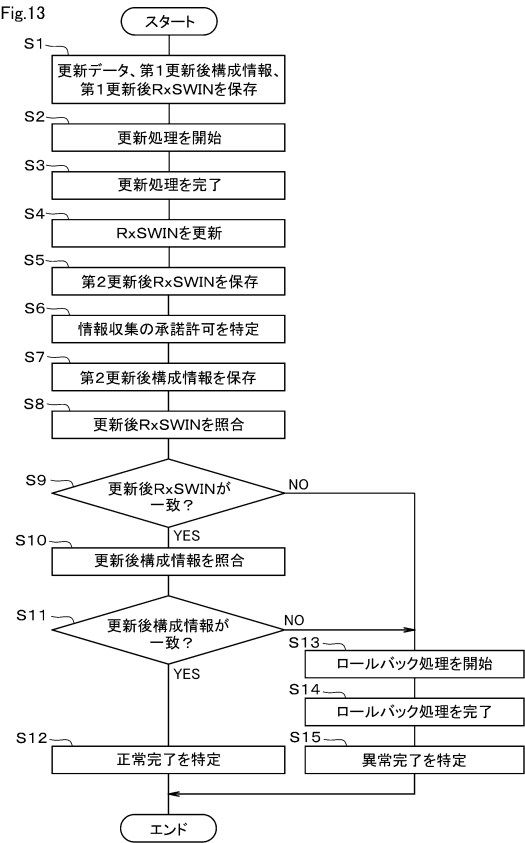 Fig.13
スタート
S1
更新データ、第1更新後構成情報、
第1更新後RxSWINを保存
S2
更新処理を開始
S3
更新処理を完了
S4
RxSWINを更新
S5
第2更新後RxSWINを保存
S6
情報収集の承諾許可を特定
S7
第2更新後構成情報を保存
S8
更新後RxSWINを照合
S9
更新後RxSWINが
一致?
NO
YES
S10
更新後構成情報を照合
S11
更新後構成情報が
一致?
NO
YES
S13
ロールバック処理を開始
S14
ロールバック処理を完了
S12
正常完了を特定
S15
異常完了を特定
エンド